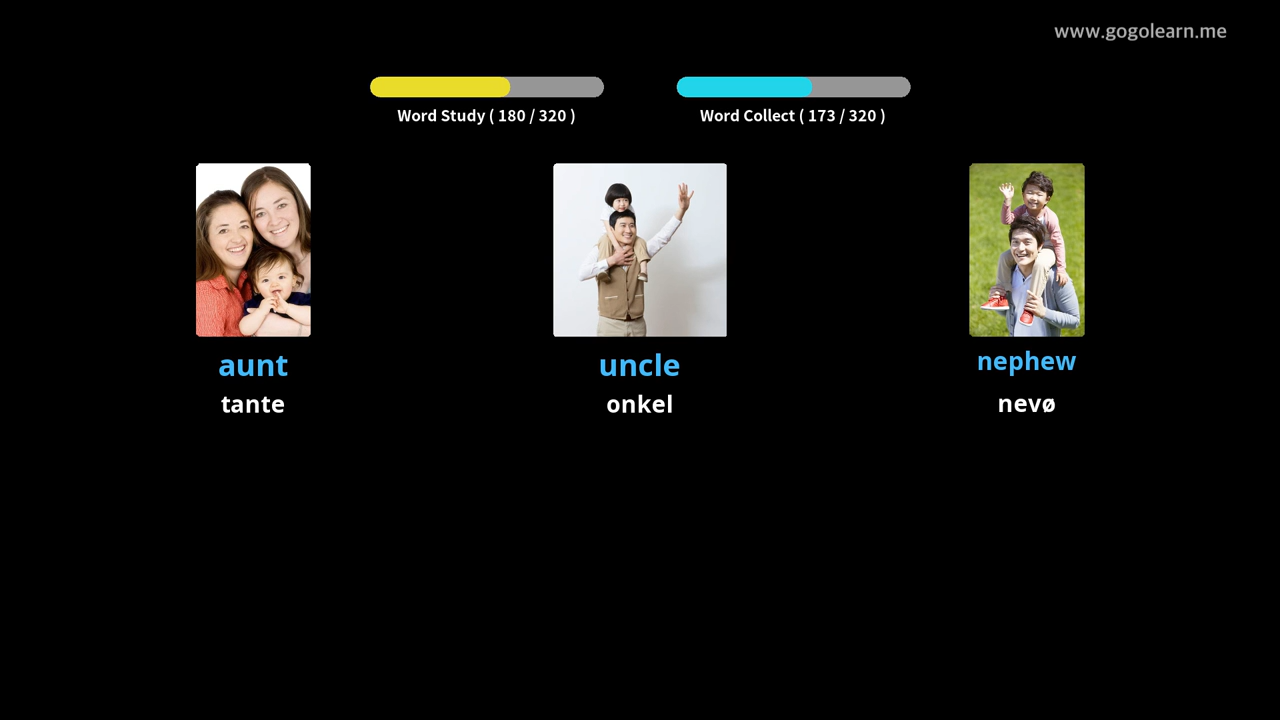 www.gogolearn.me
Word Study ( 180 / 320 )
Word Collect ( 173 / 320 )
aunt
tante
uncle
onkel
nephew
nevø